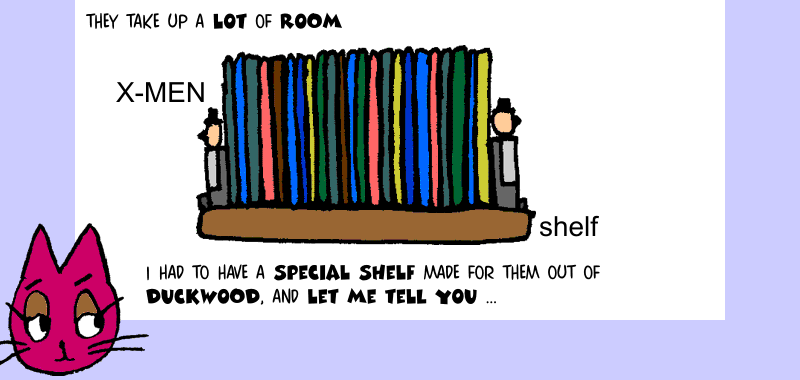 THEY TAKE UP A LOT OF ROOM
X-MEN
shelf
I HAD TO HAVE A SPECIAL SHELF MADE FOR THEM OUT OF
DUCKWOOD, AND LET ME TELL YOU ...